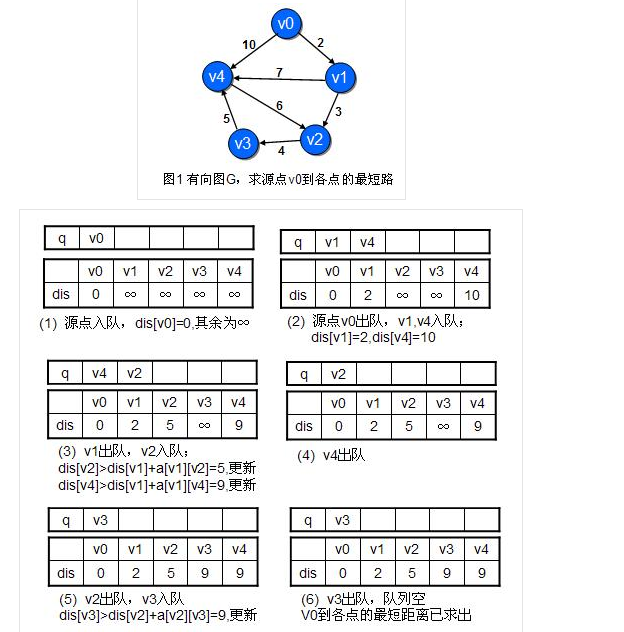 v0
10
2
v4
7
v1
6
3
5
v3
4
v2
图1 有向图G，求源点v0到各点的最短路
q v0
v0 v1 v2 v3 v4
dis 0 ∞ ∞ ∞ ∞
(1) 源点入队，dis[v0]=0,其余为∞
q v1 v4
v0 v1 v2 v3 v4
dis 0 2 ∞ ∞ 10
(2) 源点v0出队，v1,v4入队；
dis[v1]=2,dis[v4]=10
q v4 v2
v0 v1 v2 v3 v4
dis 0 2 5 ∞ 9
(3) v1出队，v2入队；
dis[v2]>dis[v1]+a[v1][v2]=5,更新
dis[v4]>dis[v1]+a[v1][v4]=9,更新
q v2
v0 v1 v2 v3 v4
dis 0 2 5 ∞ 9
(4) v4出队
q v3
v0 v1 v2 v3 v4
dis 0 2 5 9 9
(5) v2出队，v3入队
dis[v3]>dis[v2]+a[v2][v3]=9,更新
q v3
v0 v1 v2 v3 v4
dis 0 2 5 9 9
(6) v3出队，队列空
V0到各点的最短距离已求出